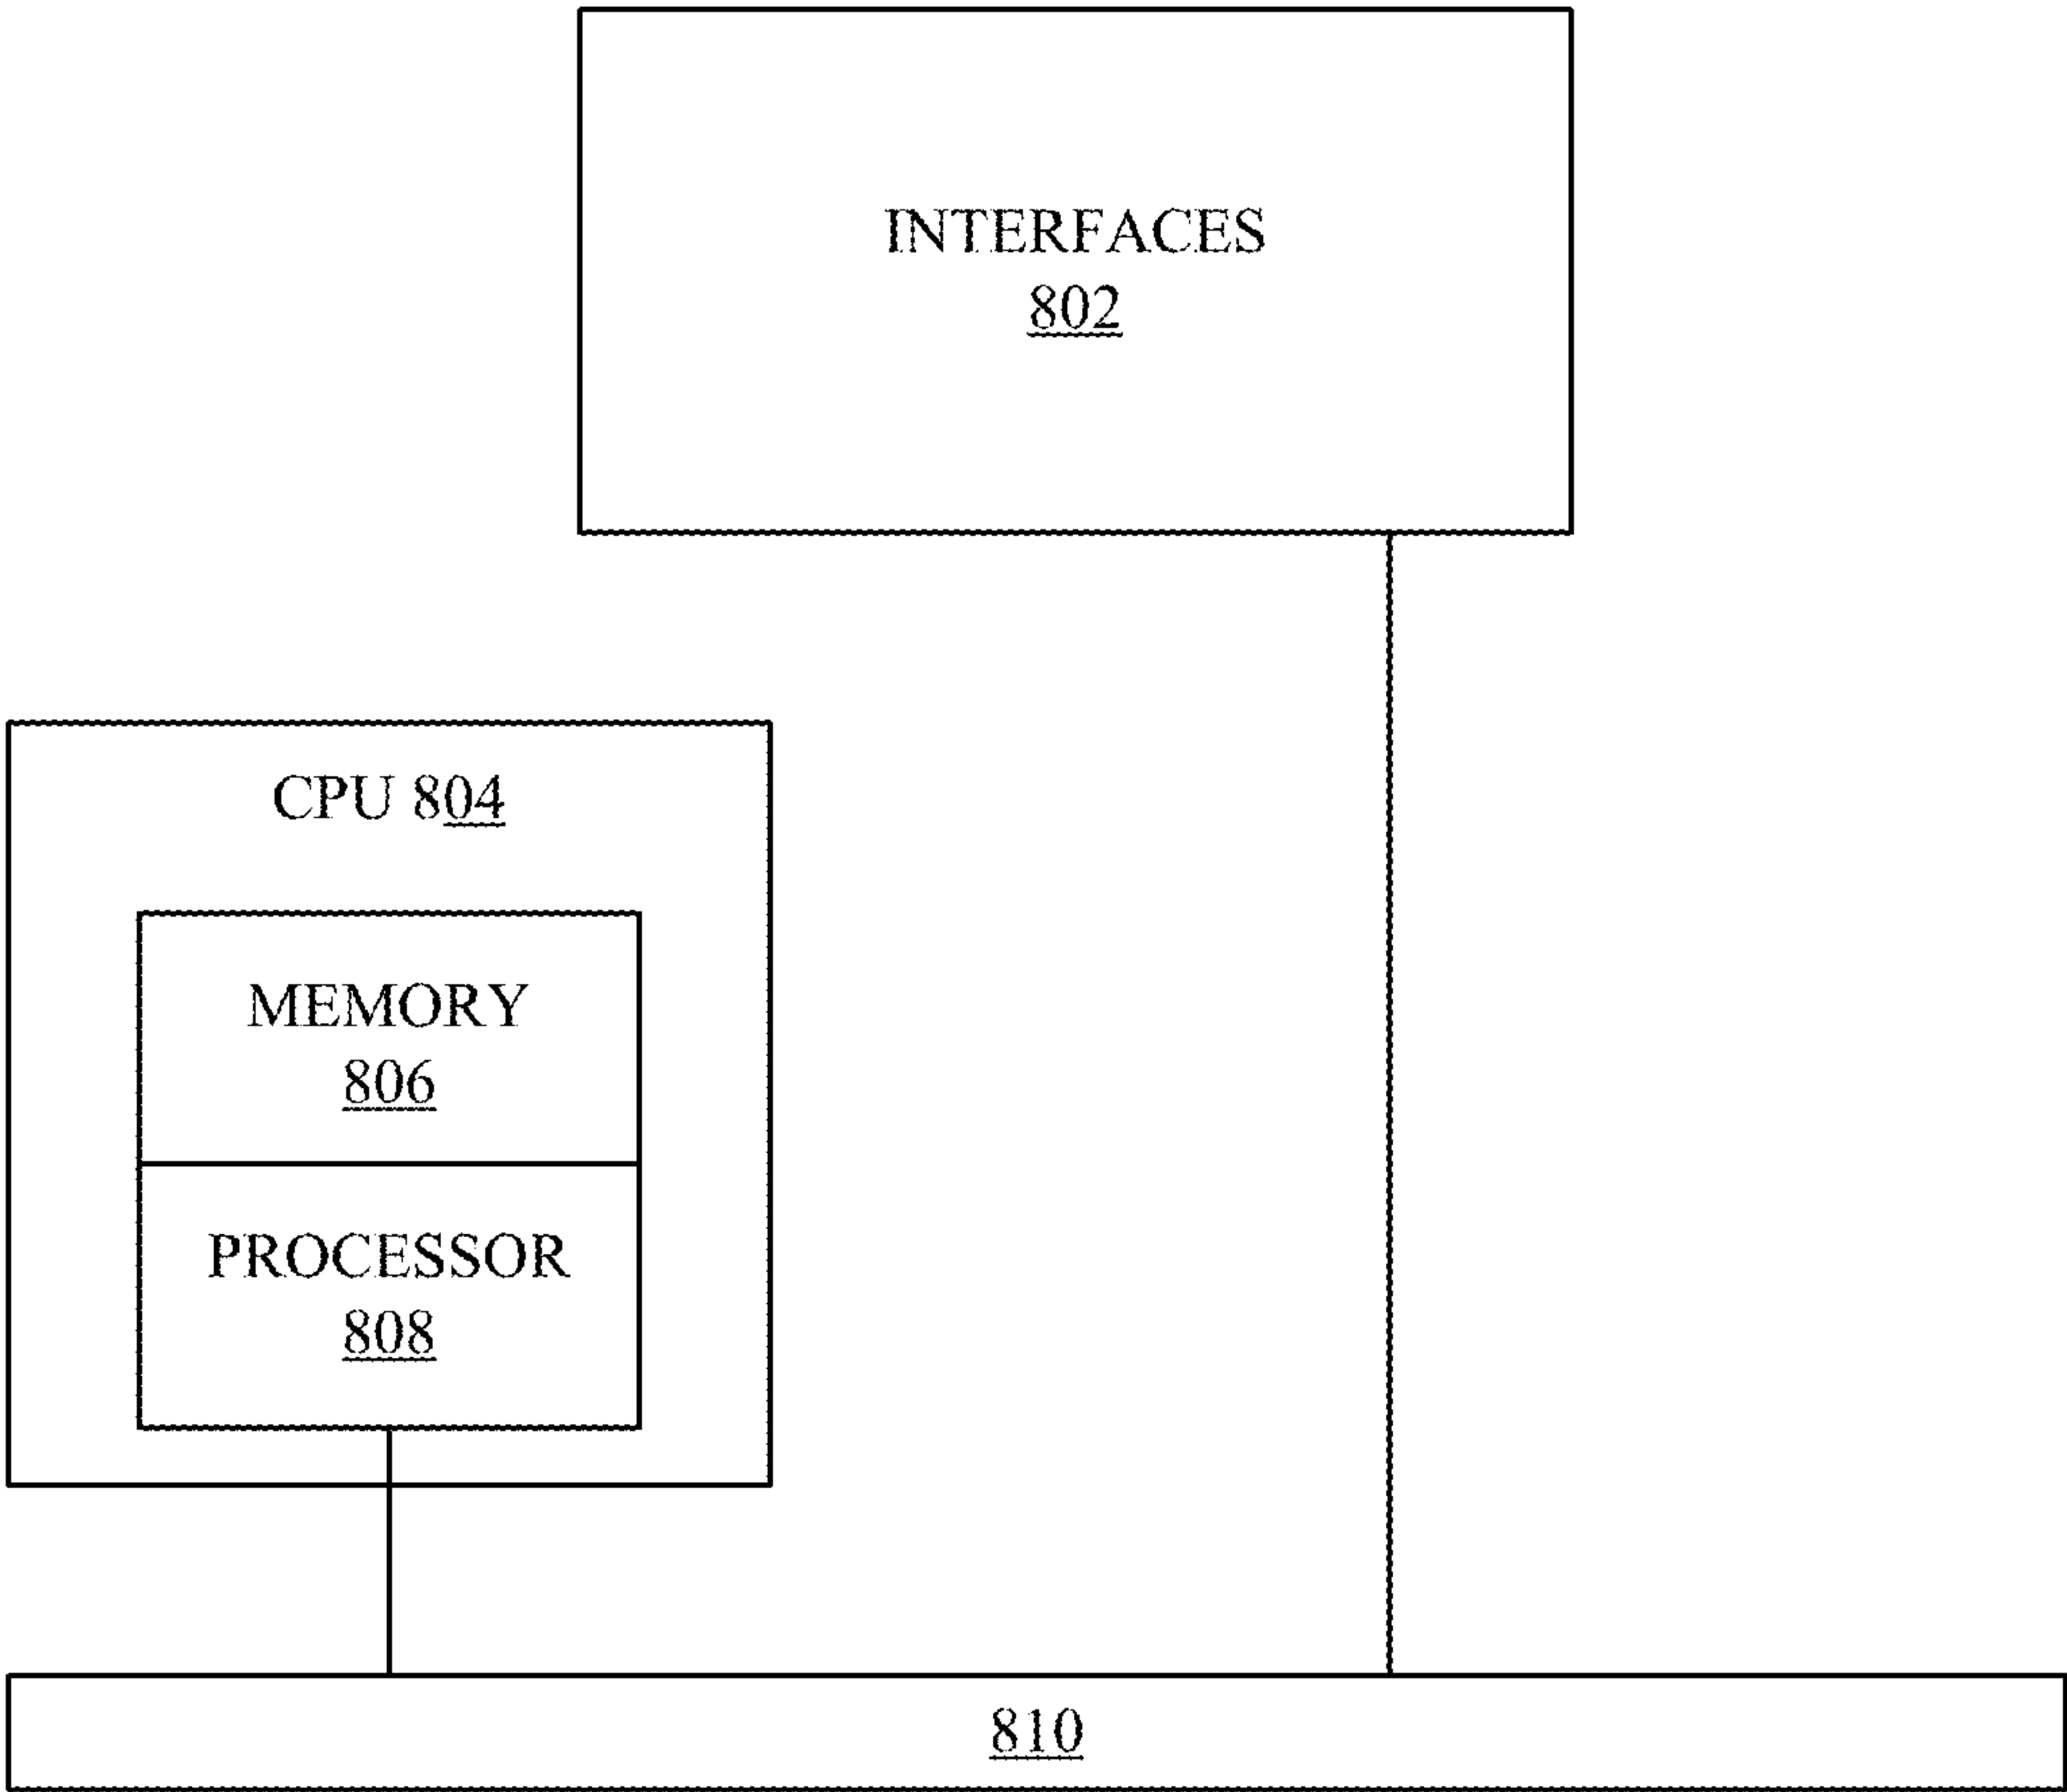 INTERFACES
802
CPU 804
MEMORY
806
PROCESSOR
808
810